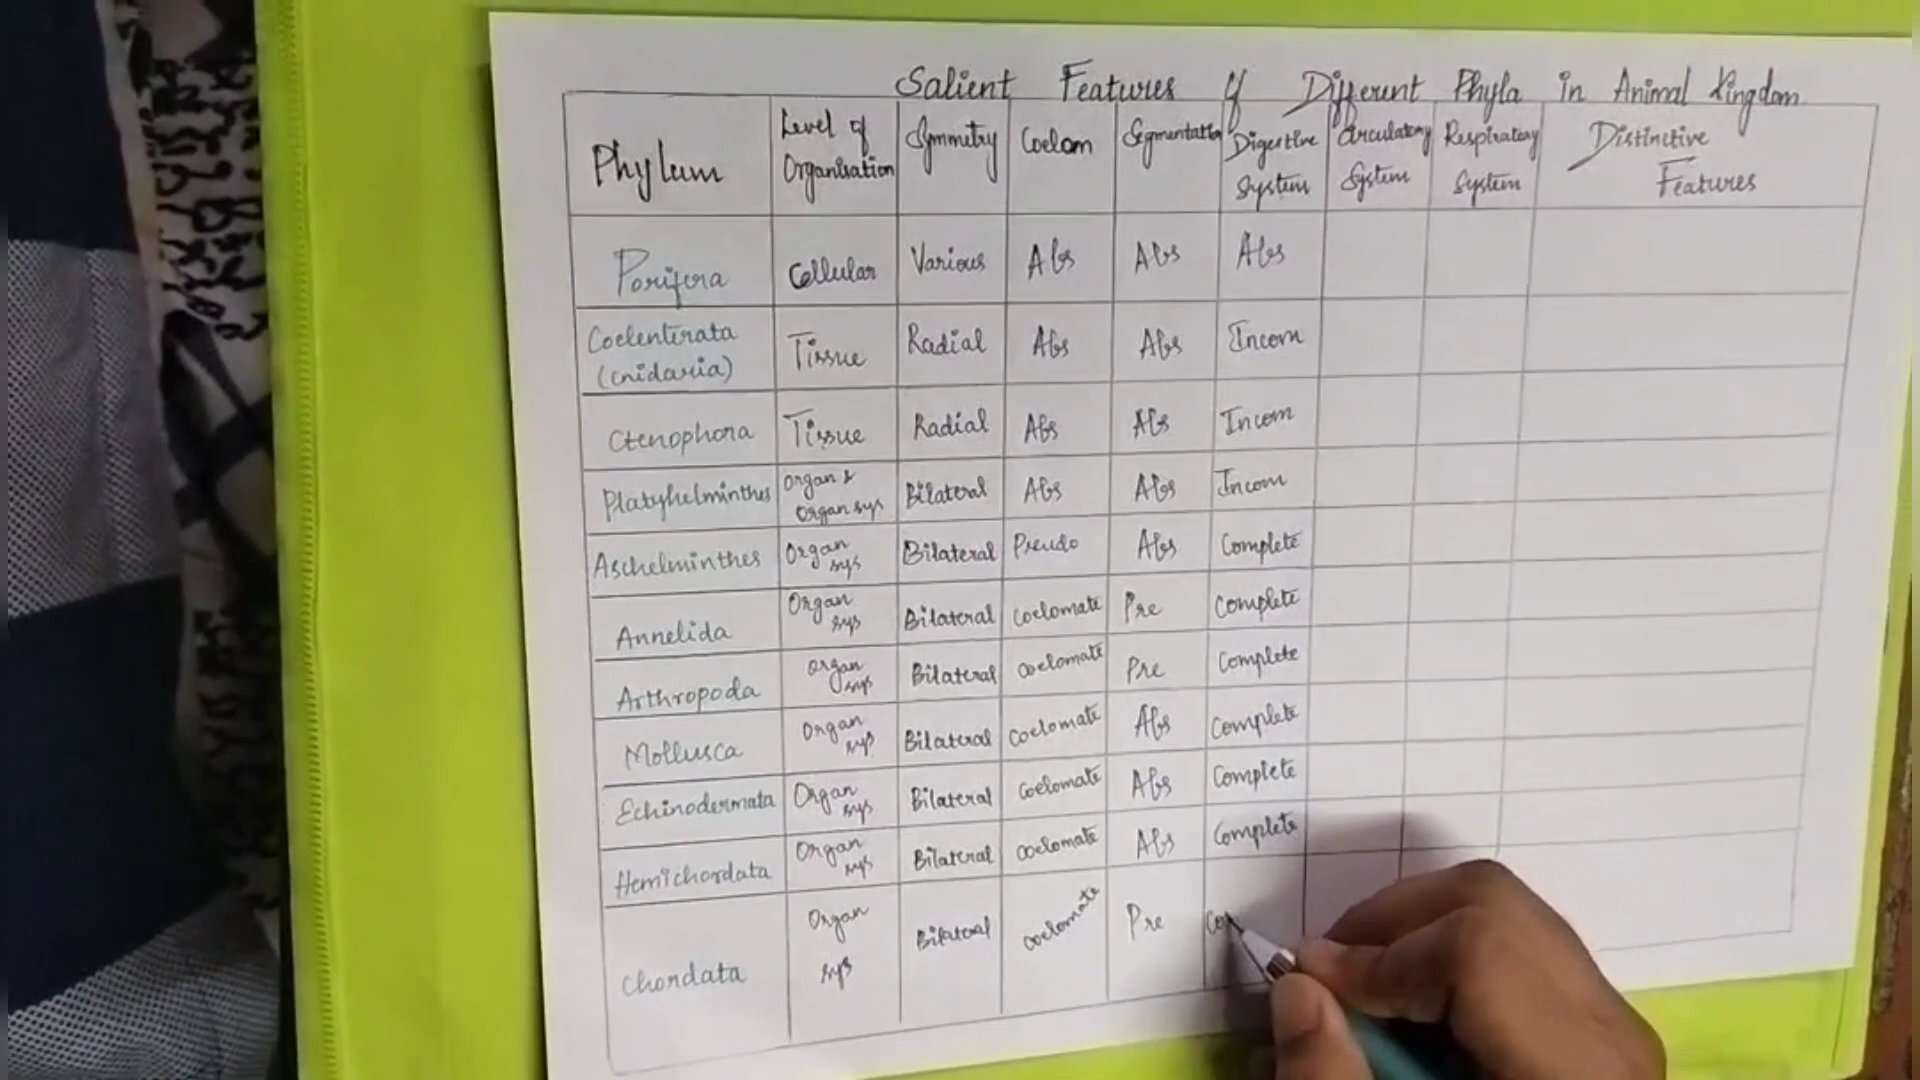 Salient Features of Different Phyla in Animal Kingdom
Phylum Level of Organisation Symmetry Coelom Segmentation Digestive System Circulatory System Respiratory System Distinctive Features
Porifera Cellular Various Abs Abs Abs
Coelenterata (Cnidaria) Tissue Radial Abs Abs Incom
Ctenophora Tissue Radial Abs Abs Incom
Platyhelminthes Organ & Organ sys Bilateral Abs Abs Incom
Aschelminthes Organ sys Bilateral Pseudo Abs Complete
Annelida Organ sys Bilateral Coelomate Pre Complete
Arthropoda Organ sys Bilateral Coelomate Pre Complete
Mollusca Organ sys Bilateral Coelomate Abs Complete
Echinodermata Organ sys Bilateral Coelomate Abs Complete
Hemichordata Organ sys Bilateral Coelomate Abs Complete
Chordata Organ sys Bilateral Coelomate Pre Co